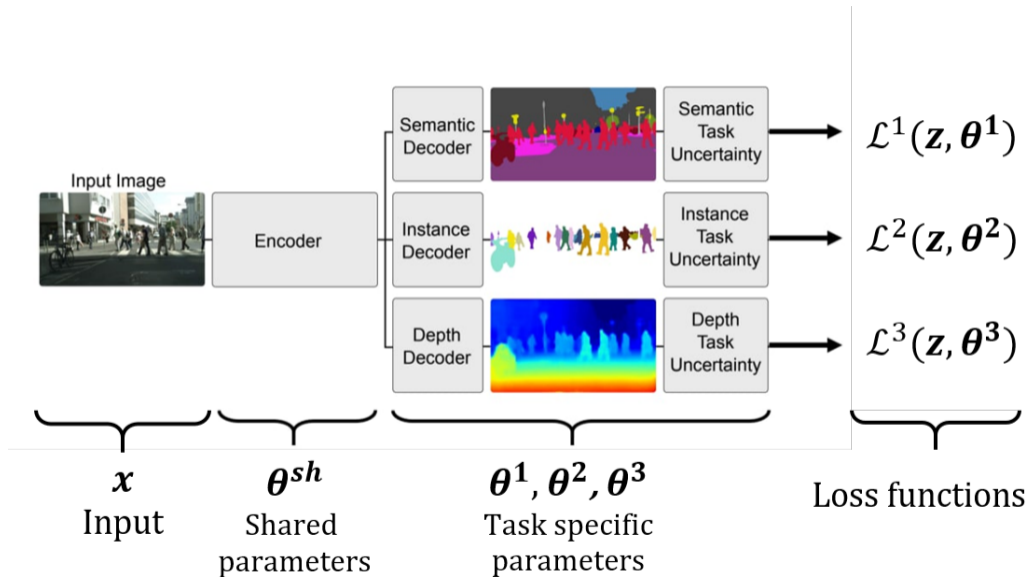 Input Image
Encoder
Semantic
Decoder
Semantic
Task
Uncertainty
ℒ¹(𝒛, 𝜽¹)
Instance
Decoder
Instance
Task
Uncertainty
ℒ²(𝒛, 𝜽²)
Depth
Decoder
Depth
Task
Uncertainty
ℒ³(𝒛, 𝜽³)
𝒙
Input
𝜽ˢʰ
Shared
parameters
𝜽¹, 𝜽², 𝜽³
Task specific
parameters
Loss functions